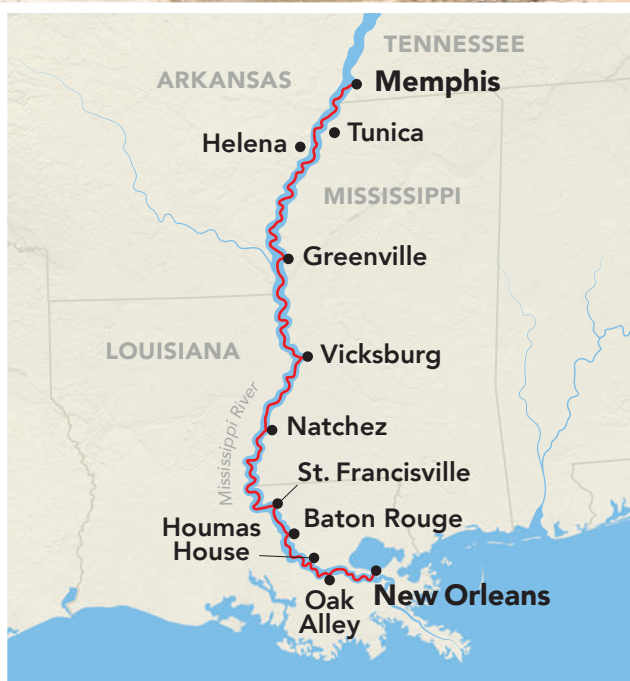 TENNESSEE
ARKANSAS
Memphis
Tunica
Helena
MISSISSIPPI
Greenville
LOUISIANA
Vicksburg
Mississippi River
Natchez
St. Francisville
Baton Rouge
Houmas
House
New Orleans
Oak
Alley